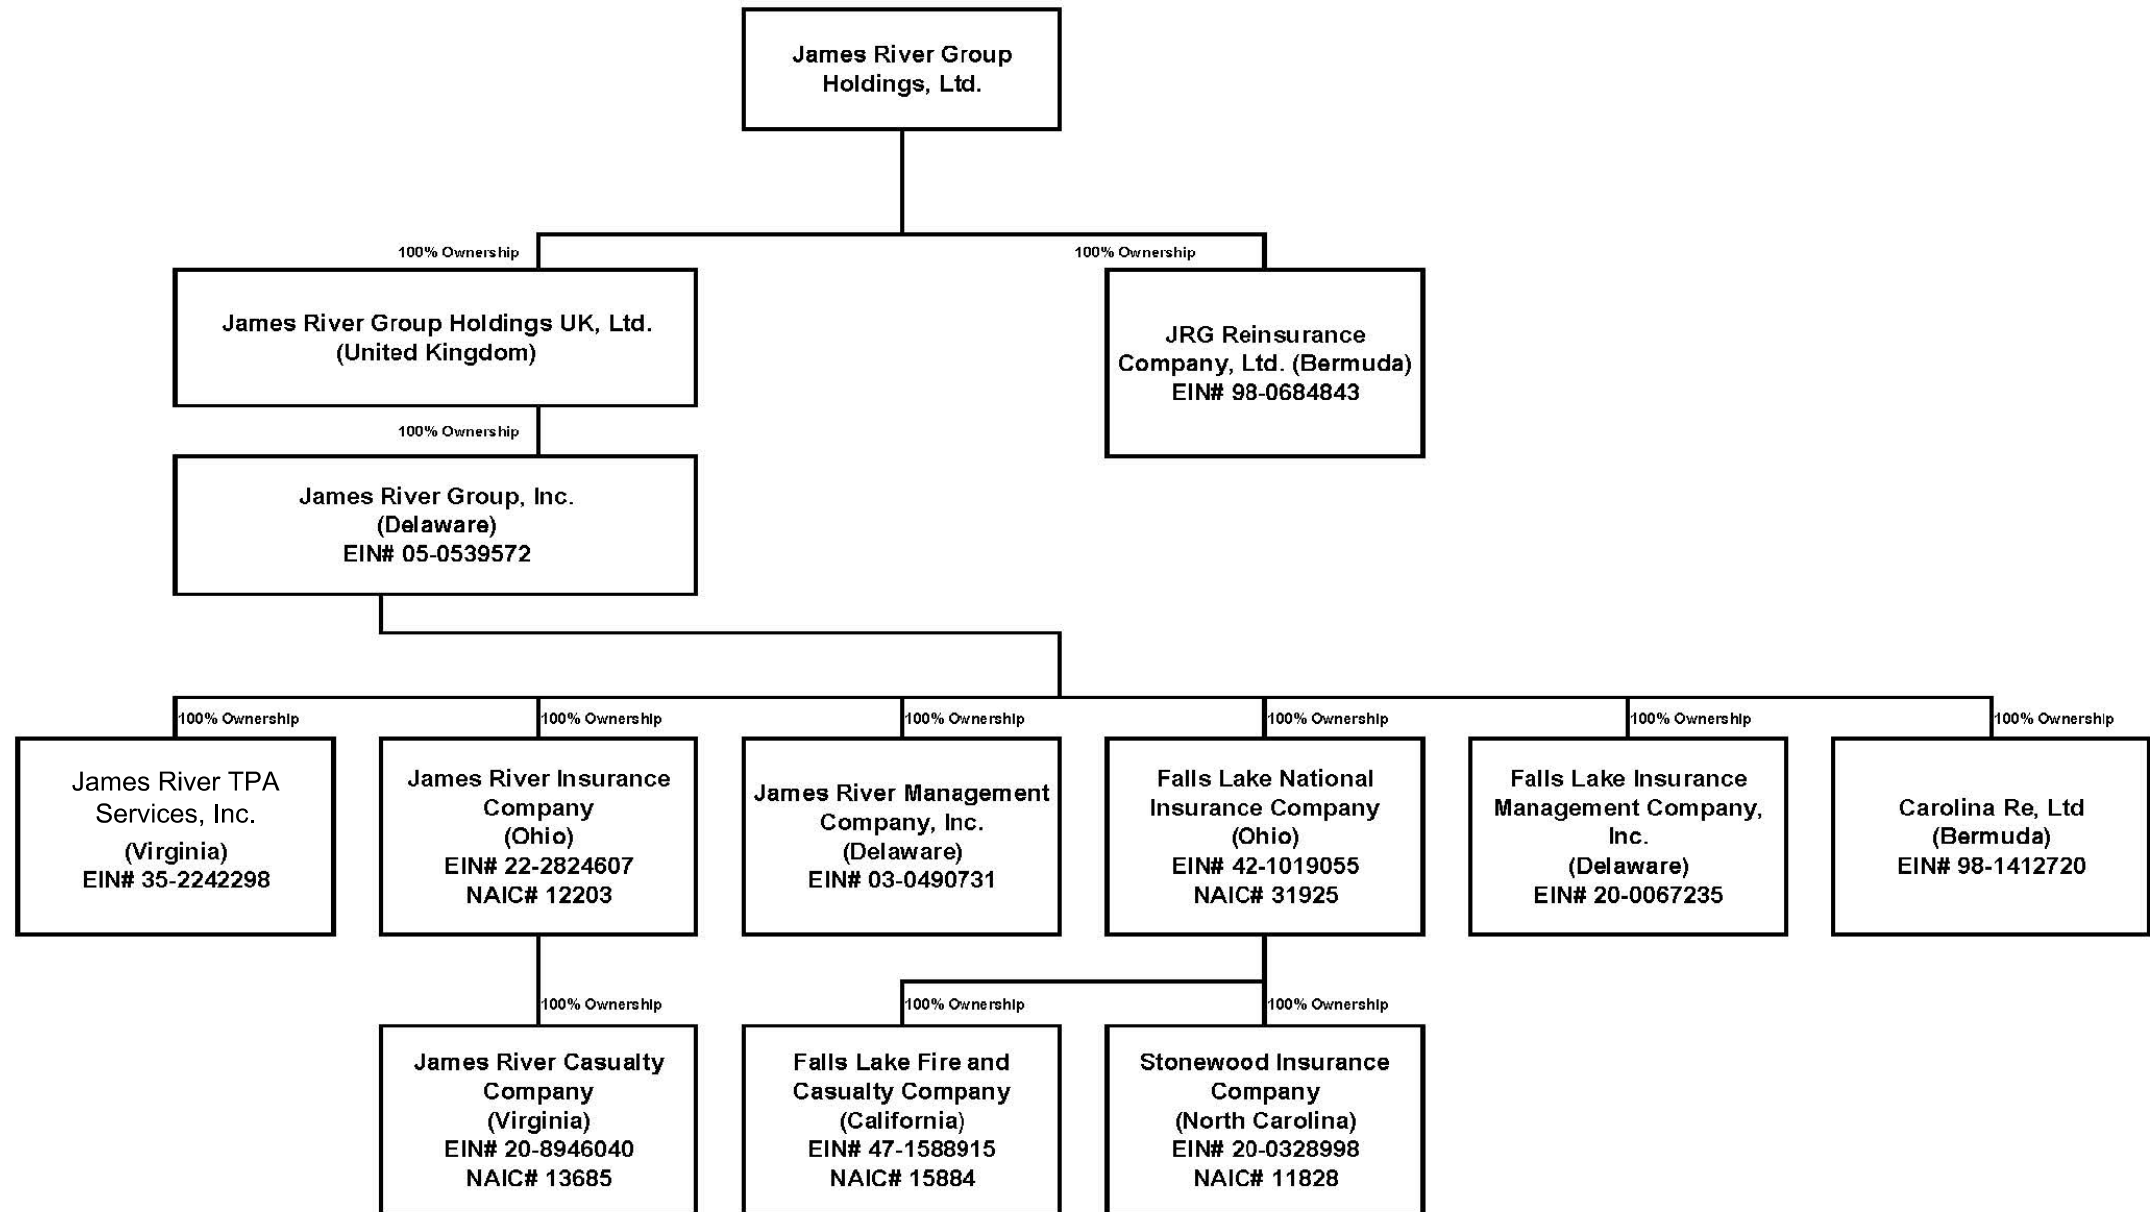 James River Group
Holdings, Ltd.
100% Ownership
100% Ownership
James River Group Holdings UK, Ltd.
(United Kingdom)
JRG Reinsurance
Company, Ltd. (Bermuda)
EIN# 98-0684843
100% Ownership
James River Group, Inc.
(Delaware)
EIN# 05-0539572
100% Ownership
100% Ownership
100% Ownership
100% Ownership
100% Ownership
100% Ownership
James River TPA
Services, Inc.
(Virginia)
EIN# 35-2242298
James River Insurance
Company
(Ohio)
EIN# 22-2824607
NAIC# 12203
James River Management
Company, Inc.
(Delaware)
EIN# 03-0490731
Falls Lake National
Insurance Company
(Ohio)
EIN# 42-1019055
NAIC# 31925
Falls Lake Insurance
Management Company,
Inc.
(Delaware)
EIN# 20-0067235
Carolina Re, Ltd
(Bermuda)
EIN# 98-1412720
100% Ownership
100% Ownership
100% Ownership
James River Casualty
Company
(Virginia)
EIN# 20-8946040
NAIC# 13685
Falls Lake Fire and
Casualty Company
(California)
EIN# 47-1588915
NAIC# 15884
Stonewood Insurance
Company
(North Carolina)
EIN# 20-0328998
NAIC# 11828